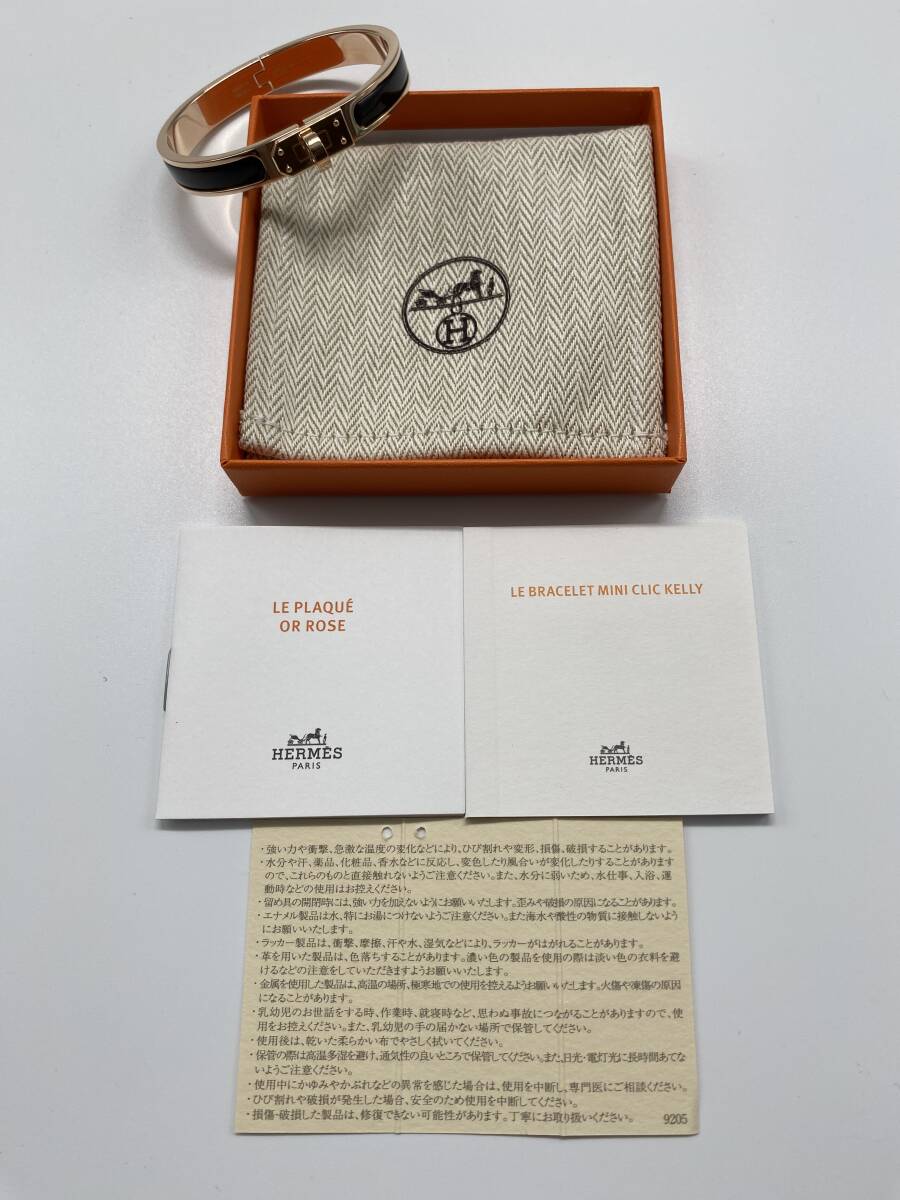 H
LE PLAQUÉ
OR ROSE
HERMÈS
PARIS
LE BRACELET MINI CLIC KELLY
HERMÈS
PARIS
・強い力や衝撃、急激な温度の変化などにより、ひび割れや変形、損傷、破損することがあります。
・水分や汗、薬品、化粧品、香水などに反応し、変色したり風合いが変化したりすることがあります
ので、これらのものと直接触れないようご注意ください。また、水分に弱いため、水仕事、入浴、運
動時などの使用はお控えください。
・留め具の開閉時には、強い力を加えないようにお願いいたします。歪みや破損の原因になることがあります。
・エナメル製品は水、特にお湯につけないようご注意ください。また海水や酸性の物質に接触しないよう
にお願いいたします。
・ラッカー製品は、衝撃、摩擦、汗や水、湿気などにより、ラッカーがはがれることがあります。
・革を用いた製品は、色落ちすることがあります。濃い色の製品を使用の際は淡い色の衣料を避
けるなどの注意をしていただきますようお願いいたします。
・金属を使用した製品は、高温の場所、極寒地での使用を控えるようお願いいたします。火傷や凍傷の原因
になることがあります。
・乳幼児のお世話をする時、作業時、就寝時など、思わぬ事故につながることがありますので、使
用をお控えください。また、乳幼児の手の届かない場所で保管してください。
・使用後は、乾いた柔らかい布でやさしく拭いてください。
・保管の際は高温多湿を避け、通気性の良いところで保管してください。また、日光・電灯光に長時間あてな
いようご注意ください。
・使用中にかゆみやかぶれなどの異常を感じた場合は、使用を中断し、専門医にご相談ください。
・ひび割れや破損が発生した場合、安全のため使用を中断してください。
・損傷・破損した製品は、修復できない可能性があります。丁寧にお取り扱いください。 9205